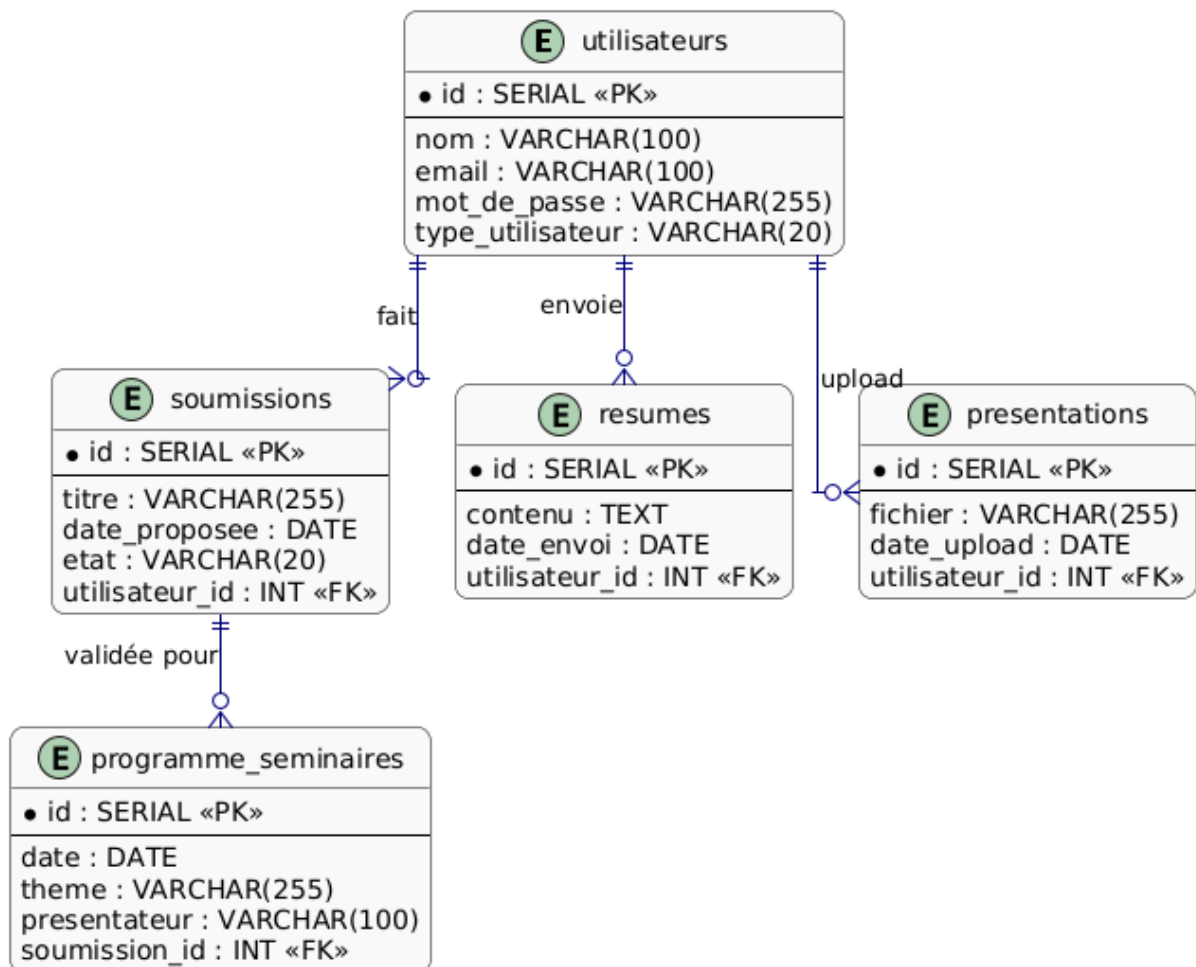 E utilisateurs
id : SERIAL «PK»
nom : VARCHAR(100)
email : VARCHAR(100)
mot_de_passe : VARCHAR(255)
type_utilisateur : VARCHAR(20)
fait
envoie
upload
E soumissions
id : SERIAL «PK»
titre : VARCHAR(255)
date_proposee : DATE
etat : VARCHAR(20)
utilisateur_id : INT «FK»
E resumes
id : SERIAL «PK»
contenu : TEXT
date_envoi : DATE
utilisateur_id : INT «FK»
E presentations
id : SERIAL «PK»
fichier : VARCHAR(255)
date_upload : DATE
utilisateur_id : INT «FK»
validée pour
E programme_seminaires
id : SERIAL «PK»
date : DATE
theme : VARCHAR(255)
presentateur : VARCHAR(100)
soumission_id : INT «FK»